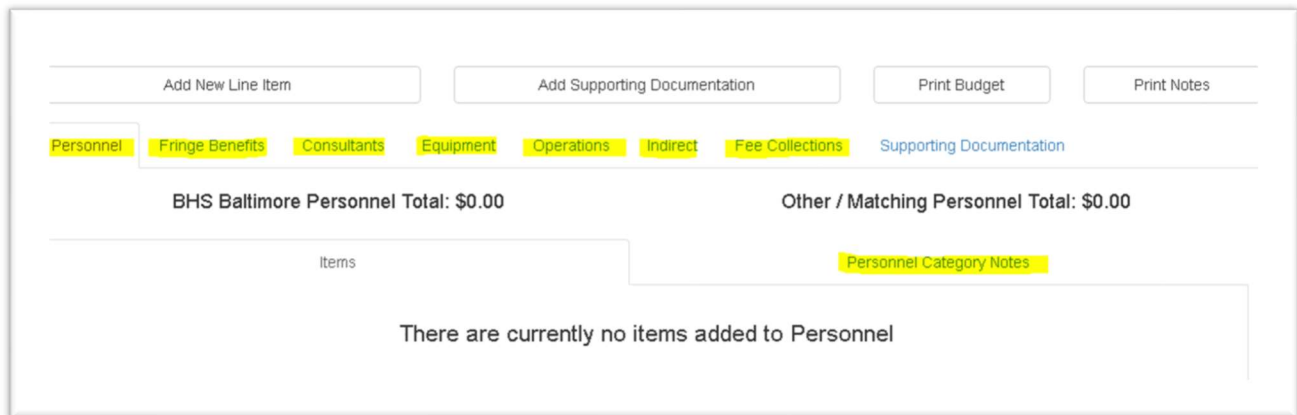 Add New Line Item Add Supporting Documentation Print Budget Print Notes
Personnel Fringe Benefits Consultants Equipment Operations Indirect Fee Collections Supporting Documentation
BHS Baltimore Personnel Total: $0.00 Other / Matching Personnel Total: $0.00
Items Personnel Category Notes
There are currently no items added to Personnel